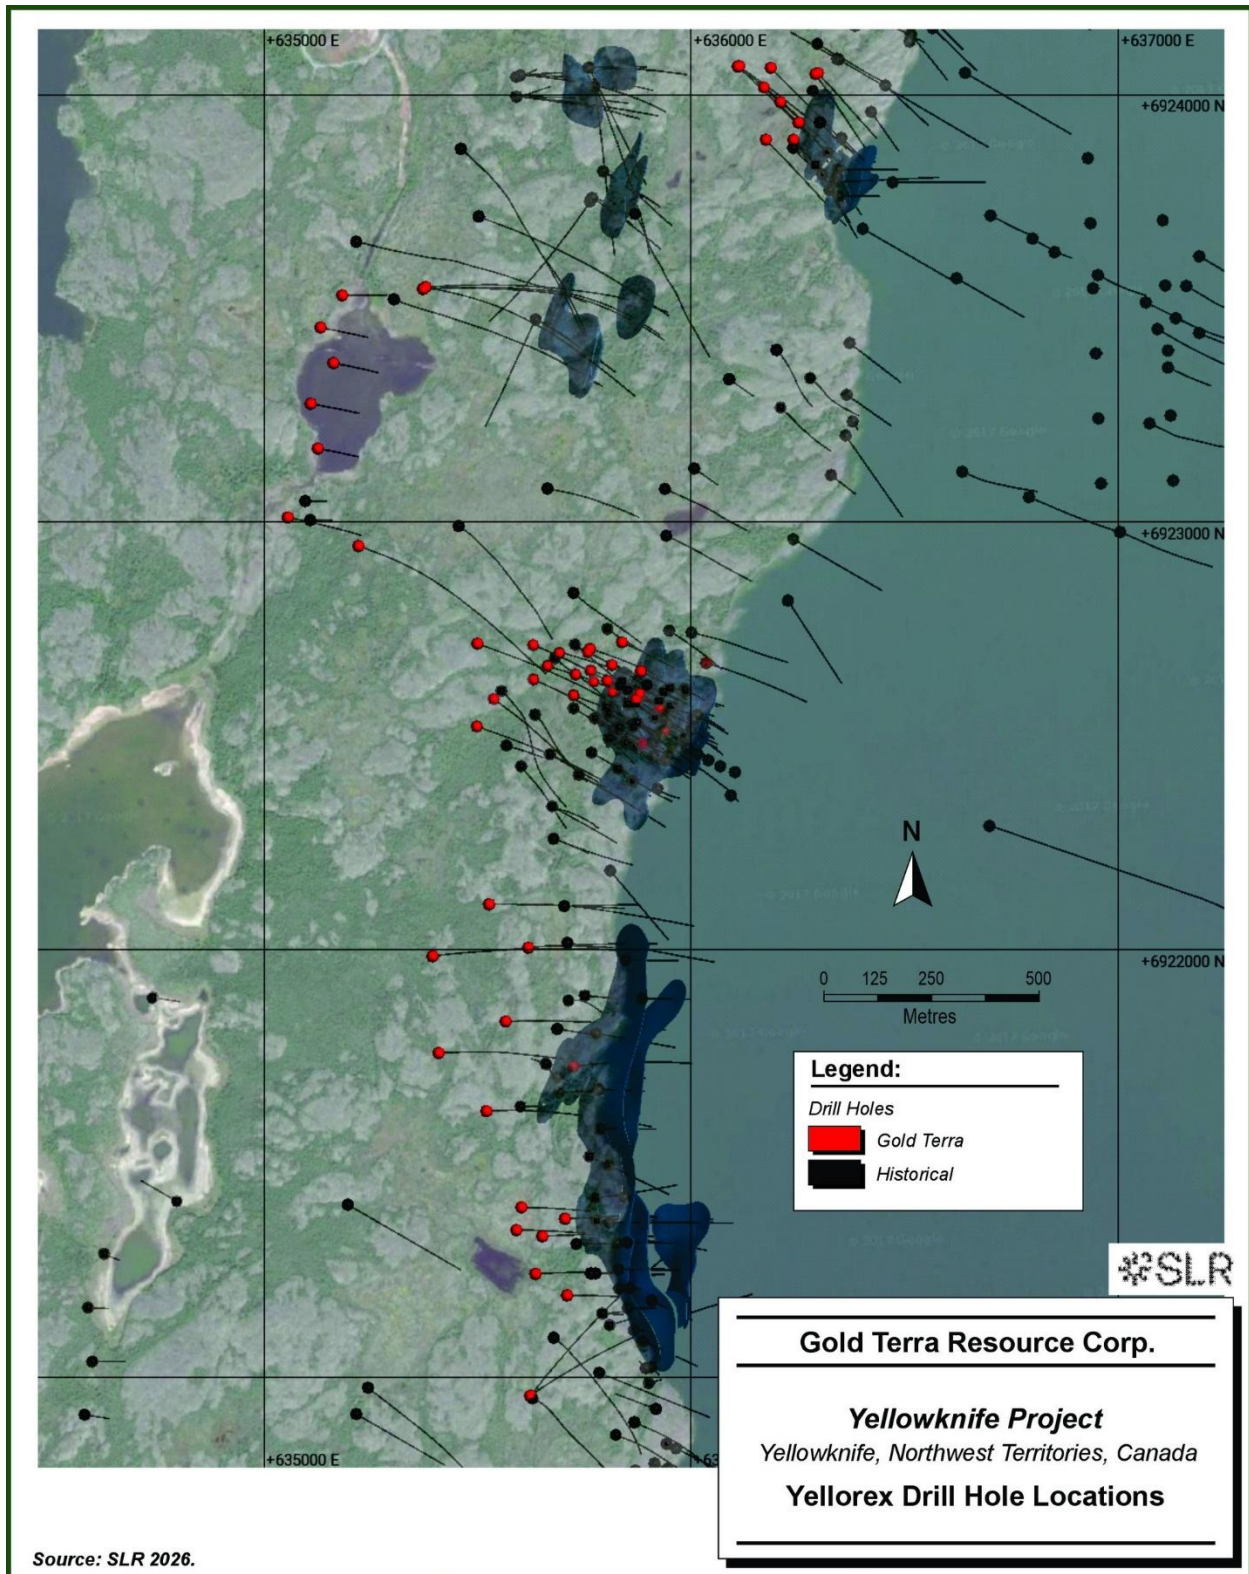 +635000 E
+636000 E
+637000 E
+6924000 N
+6923000 N
+6922000 N
N
0 125 250 500
Metres
Legend:
Drill Holes
Gold Terra
Historical
SLR
Gold Terra Resource Corp.
Yellowknife Project
Yellowknife, Northwest Territories, Canada
Yellorex Drill Hole Locations
+635000 E
Source: SLR 2026.